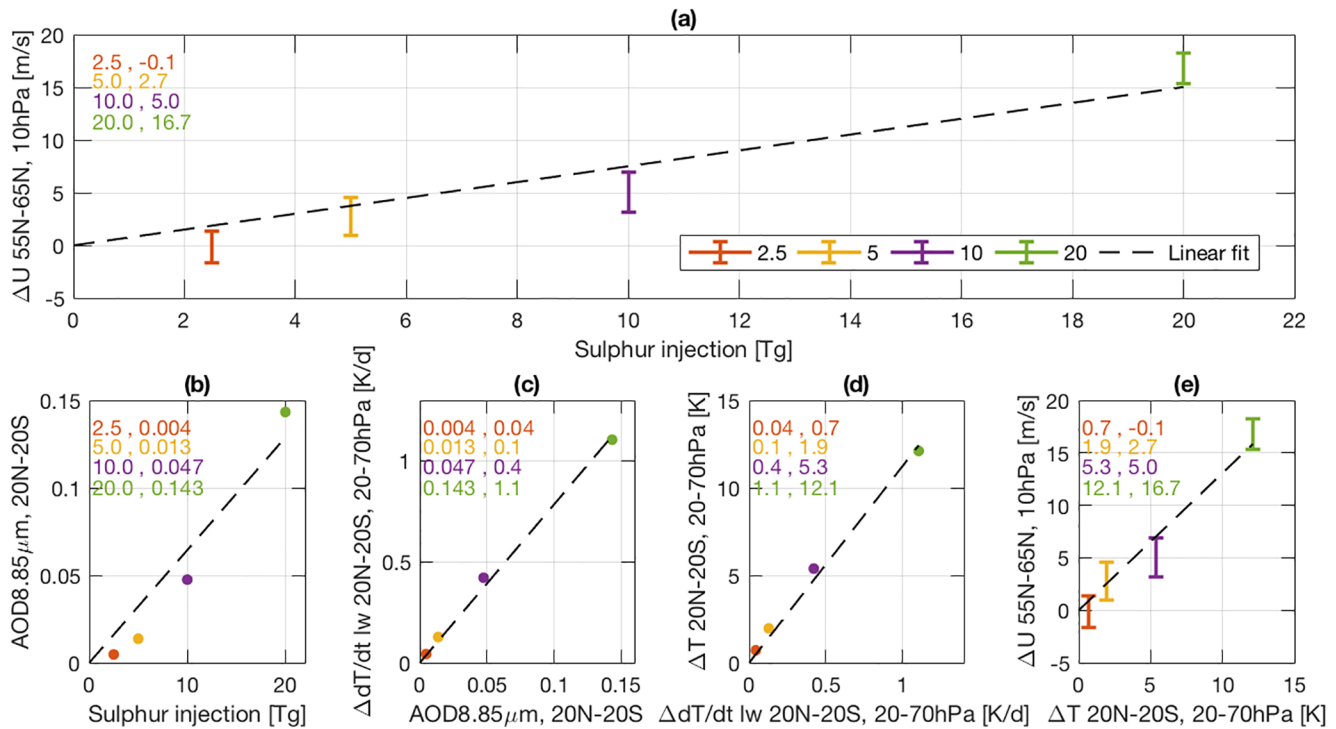 (a)
ΔU 55N-65N, 10hPa [m/s]
20
15
10
5
0
-5
2.5 , -0.1
5.0 , 2.7
10.0 , 5.0
20.0 , 16.7
2.5 5 10 20 Linear fit
0 2 4 6 8 10 12 14 16 18 20 22
Sulphur injection [Tg]
(b)
AOD8.85μm, 20N-20S
0.15
0.1
0.05
0
2.5 , 0.004
5.0 , 0.013
10.0 , 0.047
20.0 , 0.143
0 10 20
Sulphur injection [Tg]
(c)
ΔdT/dt lw 20N-20S, 20-70hPa [K/d]
1
0.5
0
0.004 , 0.04
0.013 , 0.1
0.047 , 0.4
0.143 , 1.1
0 0.05 0.1 0.15
AOD8.85μm, 20N-20S
(d)
ΔT 20N-20S, 20-70hPa [K]
15
10
5
0
0.04 , 0.7
0.1 , 1.9
0.4 , 5.3
1.1 , 12.1
0 0.5 1
ΔdT/dt lw 20N-20S, 20-70hPa [K/d]
(e)
ΔU 55N-65N, 10hPa [m/s]
20
15
10
5
0
-5
0.7 , -0.1
1.9 , 2.7
5.3 , 5.0
12.1 , 16.7
0 5 10 15
ΔT 20N-20S, 20-70hPa [K]